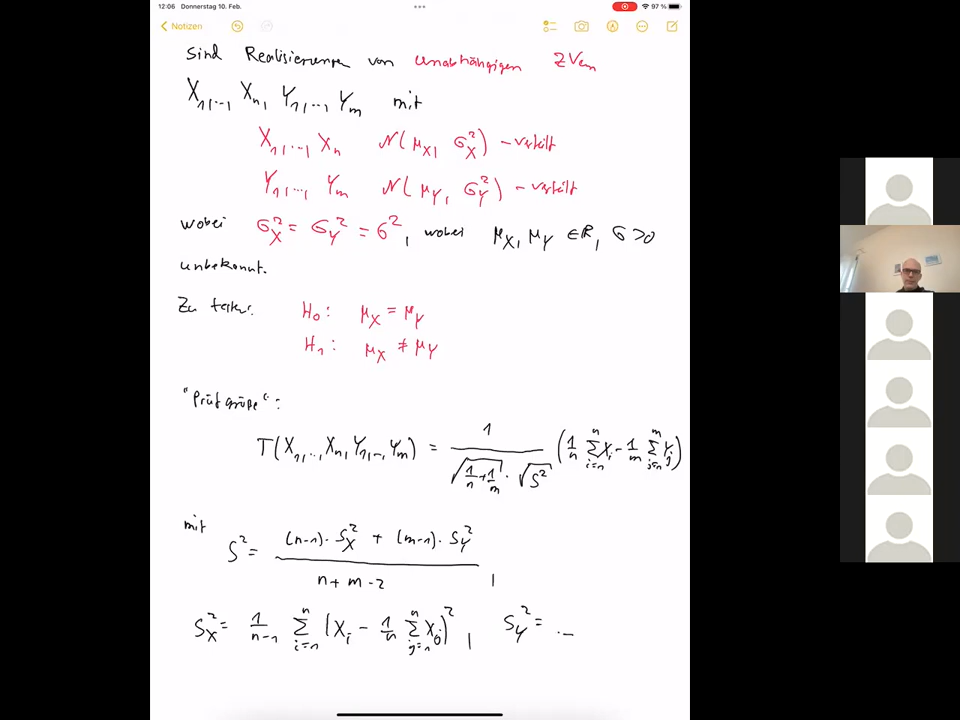 12:06 Donnerstag 10. Feb.
97 %
Notizen
Sind Realisierungen von unabhängigen ZVen
X_1,..., X_n, Y_1,..., Y_m mit
X_1,..., X_n N(μ_X, σ_X^2) – verteilt
Y_1,..., Y_m N(μ_Y, σ_Y^2) – verteilt
wobei σ_X^2 = σ_Y^2 = σ^2, wobei μ_X, μ_Y ∈ ℝ, σ > 0
unbekannt.
Zu testen: H_0: μ_X = μ_Y
H_1: μ_X ≠ μ_Y
"Prüfgröße":
T(X_1,..., X_n, Y_1,..., Y_m) = 1/(√(1/n + 1/m) · √S^2) (1/n ∑_{i=1}^n X_i − 1/m ∑_{j=1}^m Y_j)
mit
S^2 = ((n−1)·S_X^2 + (m−1)·S_Y^2)/(n+m−2),
S_X^2 = 1/(n−1) ∑_{i=1}^n (X_i − 1/n ∑_{j=1}^n X_j)^2, S_Y^2 = ...